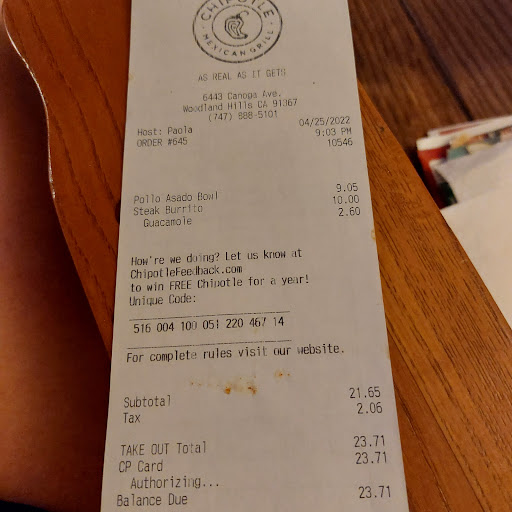 CHIPOTLE
MEXICAN GRILL
AS REAL AS IT GETS
6443 Canoga Ave.
Woodland Hills CA 91367
(747) 888-5101
Host: Paola 04/25/2022
ORDER #645 9:03 PM
10546
Pollo Asado Bowl 9.05
Steak Burrito 10.00
Guacamole 2.60
How're we doing? Let us know at
ChipotleFeedback.com
to win FREE Chipotle for a year!
Unique Code:
516 004 100 051 220 467 14
For complete rules visit our website.
Subtotal 21.65
Tax 2.06
TAKE OUT Total 23.71
CP Card 23.71
Authorizing...
Balance Due 23.71